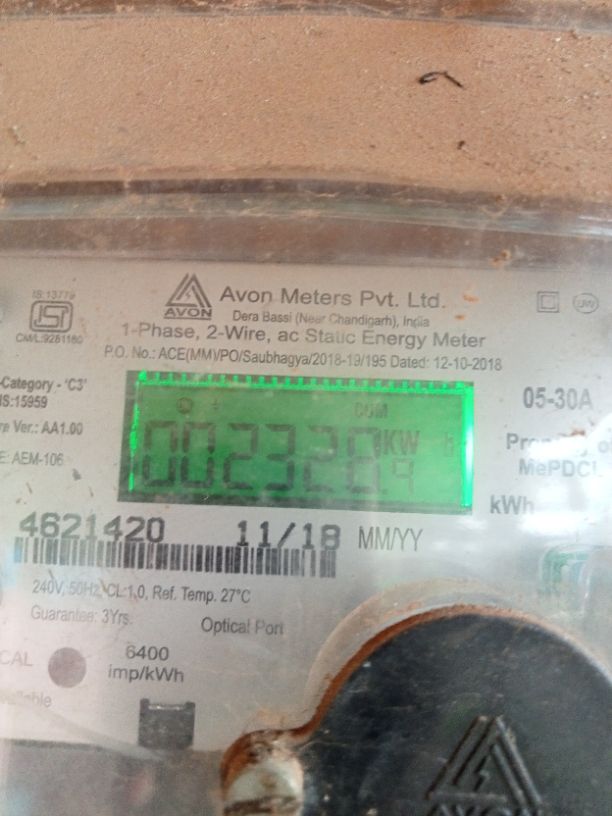 IS:13779
ISI
CM/L:9281160
AVON
Avon Meters Pvt. Ltd.
Dera Bassi (Near Chandigarh), India
1-Phase, 2-Wire, ac Static Energy Meter
P.O. No.: ACE(MM)/PO/Saubhagya/2018-19/195 Dated: 12-10-2018
-Category - 'C3'
IS:15959
re Ver.: AA1.00
E: AEM-106
CUM
002328.9 KW h
05-30A
MePDCL
kWh
4621420 11/18 MM/YY
240V, 50Hz, CL:1.0, Ref. Temp. 27°C
Guarantee: 3Yrs.
Optical Port
CAL
6400
imp/kWh
AVON